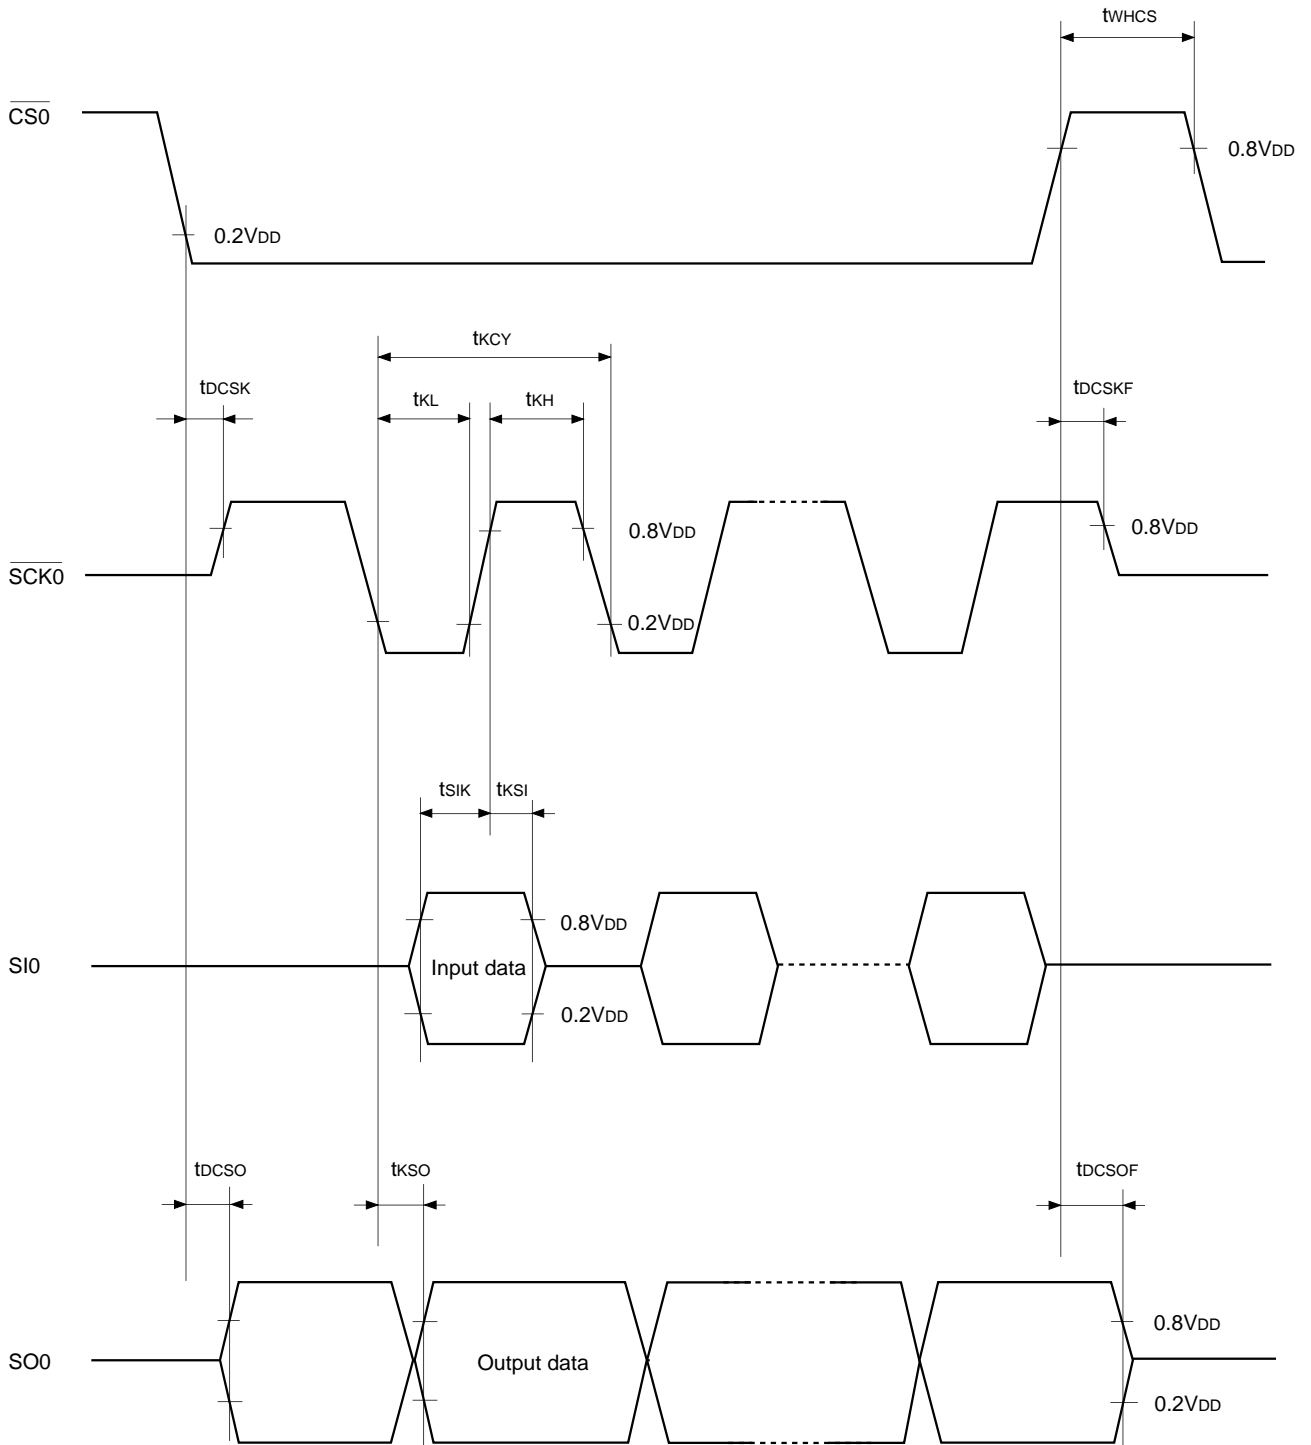 tWHCS
CS0
0.8VDD
0.2VDD
tKCY
tDCSK
tKL
tKH
tDCSKF
0.8VDD
0.8VDD
SCK0
0.2VDD
tSIK
tKSI
0.8VDD
SI0
Input data
0.2VDD
tDCSO
tKSO
tDCSOF
0.8VDD
SO0
Output data
0.2VDD